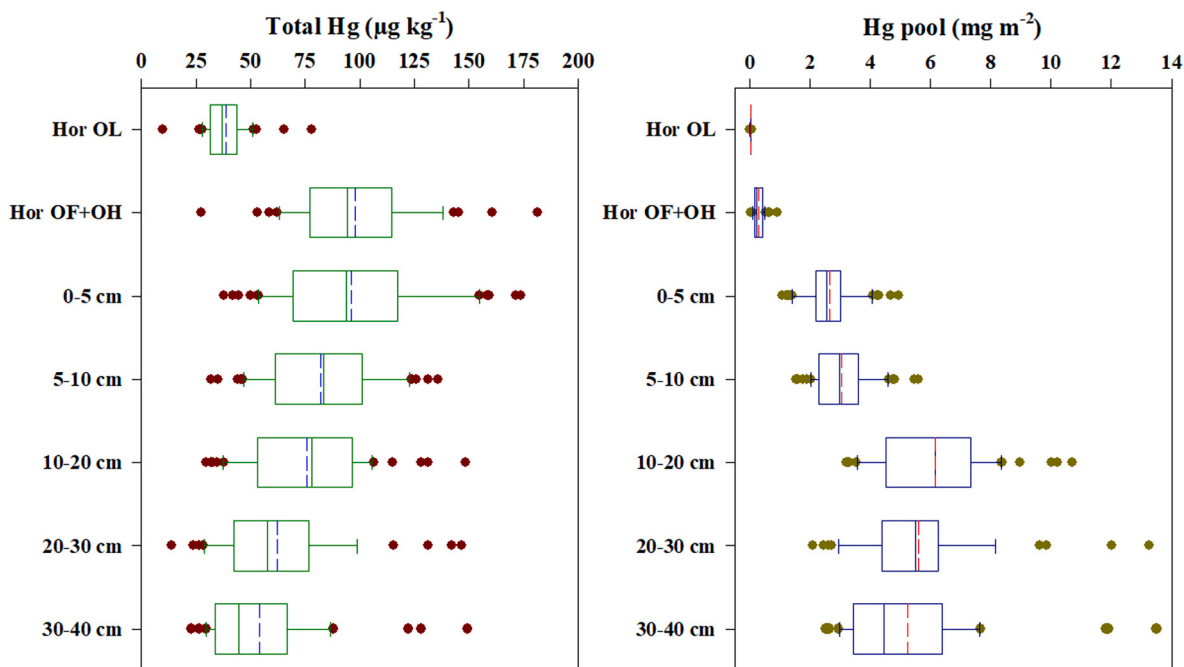 Total Hg (µg kg⁻¹)
0 25 50 75 100 125 150 175 200
Hor OL
Hor OF+OH
0-5 cm
5-10 cm
10-20 cm
20-30 cm
30-40 cm
Hg pool (mg m⁻²)
0 2 4 6 8 10 12 14
Hor OL
Hor OF+OH
0-5 cm
5-10 cm
10-20 cm
20-30 cm
30-40 cm